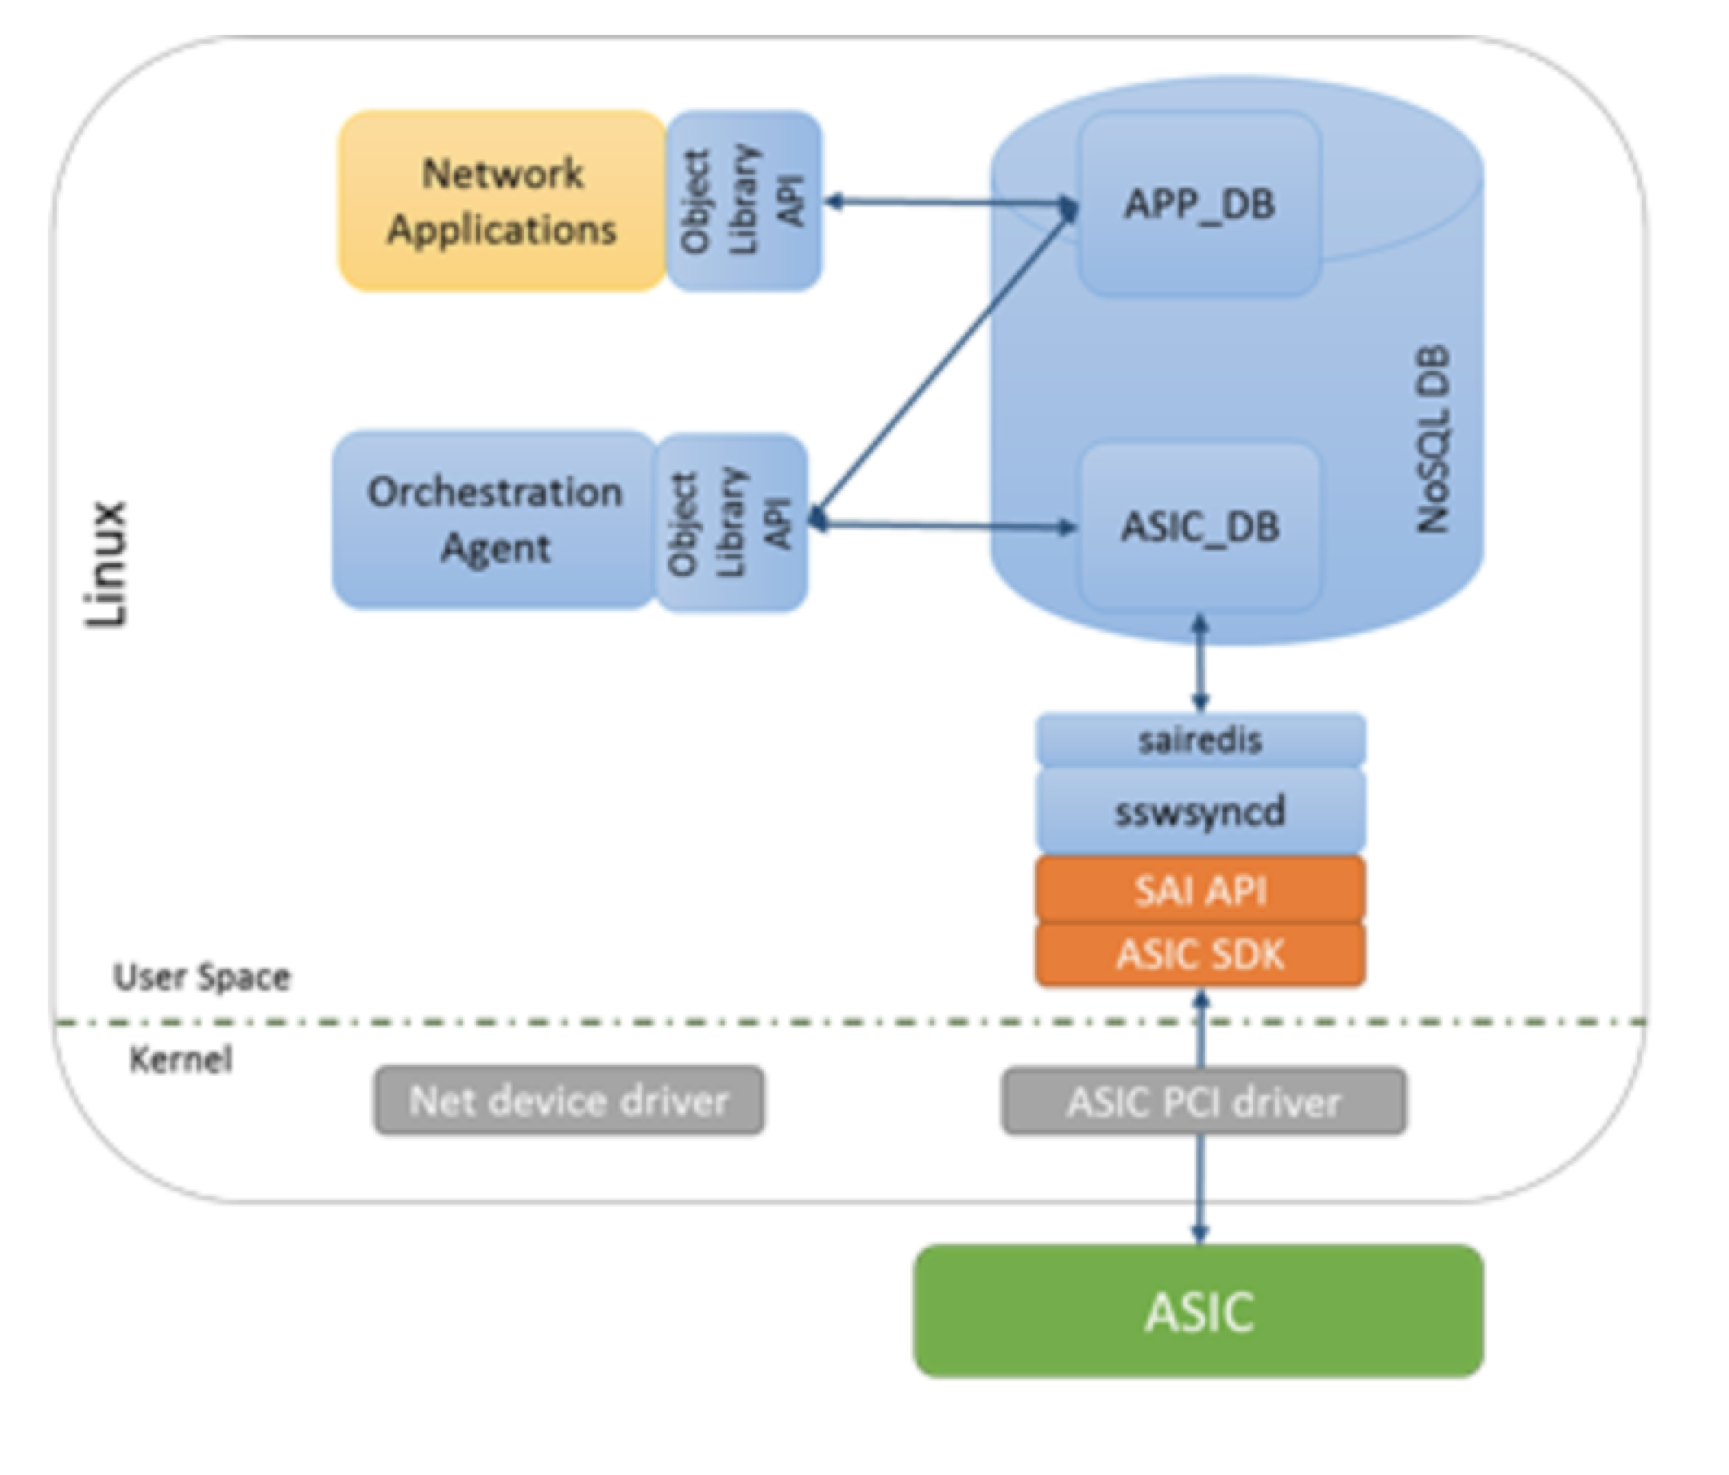 Network
Applications
Object
Library
API
APP_DB
NoSQL DB
Orchestration
Agent
Object
Library
API
ASIC_DB
Linux
sairedis
sswsyncd
SAI API
ASIC SDK
User Space
Kernel
Net device driver
ASIC PCI driver
ASIC